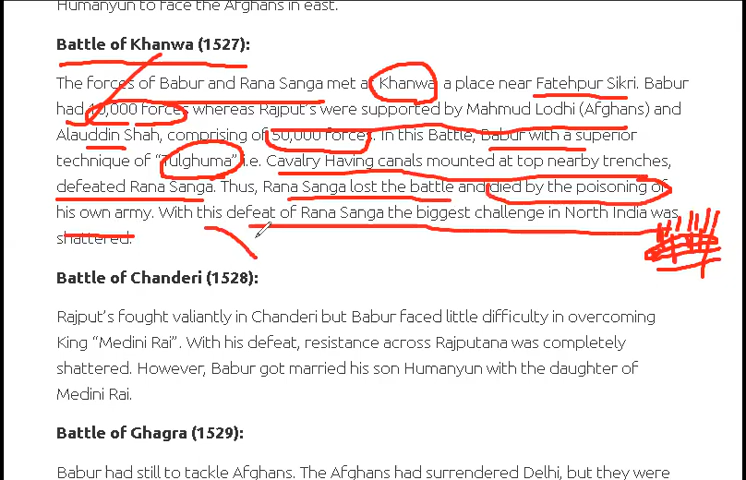 Humanyun to face the Afghans in east.
Battle of Khanwa (1527):
The forces of Babur and Rana Sanga met at Khanwa a place near Fatehpur Sikri. Babur
had 40,000 forces whereas Rajput's were supported by Mahmud Lodhi (Afghans) and
Alauddin Shah, comprising of 50,000 forces. In this Battle, Babur with a superior
technique of "Tulghuma" i.e. Cavalry Having canals mounted at top nearby trenches,
defeated Rana Sanga. Thus, Rana Sanga lost the battle and died by the poisoning of
his own army. With this defeat of Rana Sanga the biggest challenge in North India was
shattered.
Battle of Chanderi (1528):
Rajput's fought valiantly in Chanderi but Babur faced little difficulty in overcoming
King "Medini Rai". With his defeat, resistance across Rajputana was completely
shattered. However, Babur got married his son Humanyun with the daughter of
Medini Rai.
Battle of Ghagra (1529):
Babur had still to tackle Afghans. The Afghans had surrendered Delhi, but they were